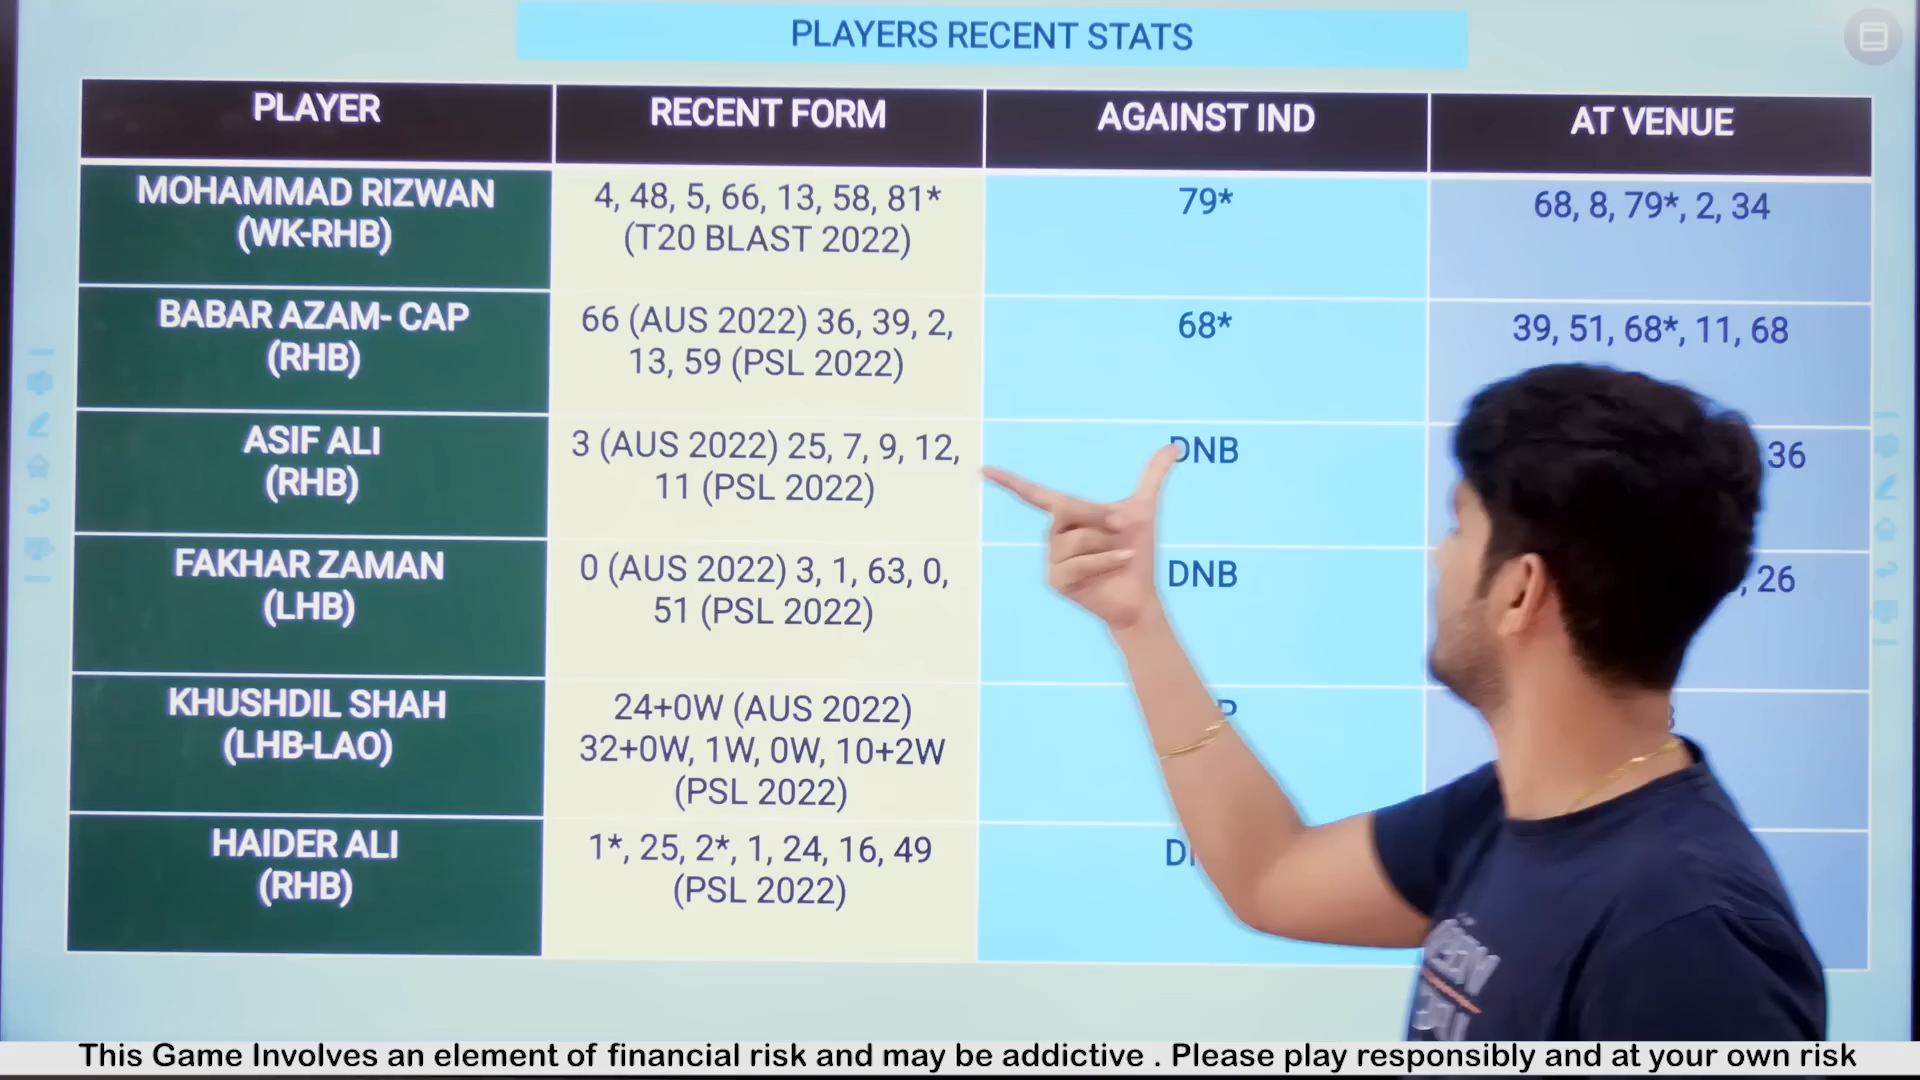 PLAYERS RECENT STATS
PLAYER
RECENT FORM
AGAINST IND
AT VENUE
MOHAMMAD RIZWAN
(WK-RHB)
4, 48, 5, 66, 13, 58, 81*
(T20 BLAST 2022)
79*
68, 8, 79*, 2, 34
BABAR AZAM- CAP
(RHB)
66 (AUS 2022) 36, 39, 2,
13, 59 (PSL 2022)
68*
39, 51, 68*, 11, 68
ASIF ALI
(RHB)
3 (AUS 2022) 25, 7, 9, 12,
11 (PSL 2022)
DNB
36
FAKHAR ZAMAN
(LHB)
0 (AUS 2022) 3, 1, 63, 0,
51 (PSL 2022)
DNB
, 26
KHUSHDIL SHAH
(LHB-LAO)
24+0W (AUS 2022)
32+0W, 1W, 0W, 10+2W
(PSL 2022)
HAIDER ALI
(RHB)
1*, 25, 2*, 1, 24, 16, 49
(PSL 2022)
This Game Involves an element of financial risk and may be addictive . Please play responsibly and at your own risk